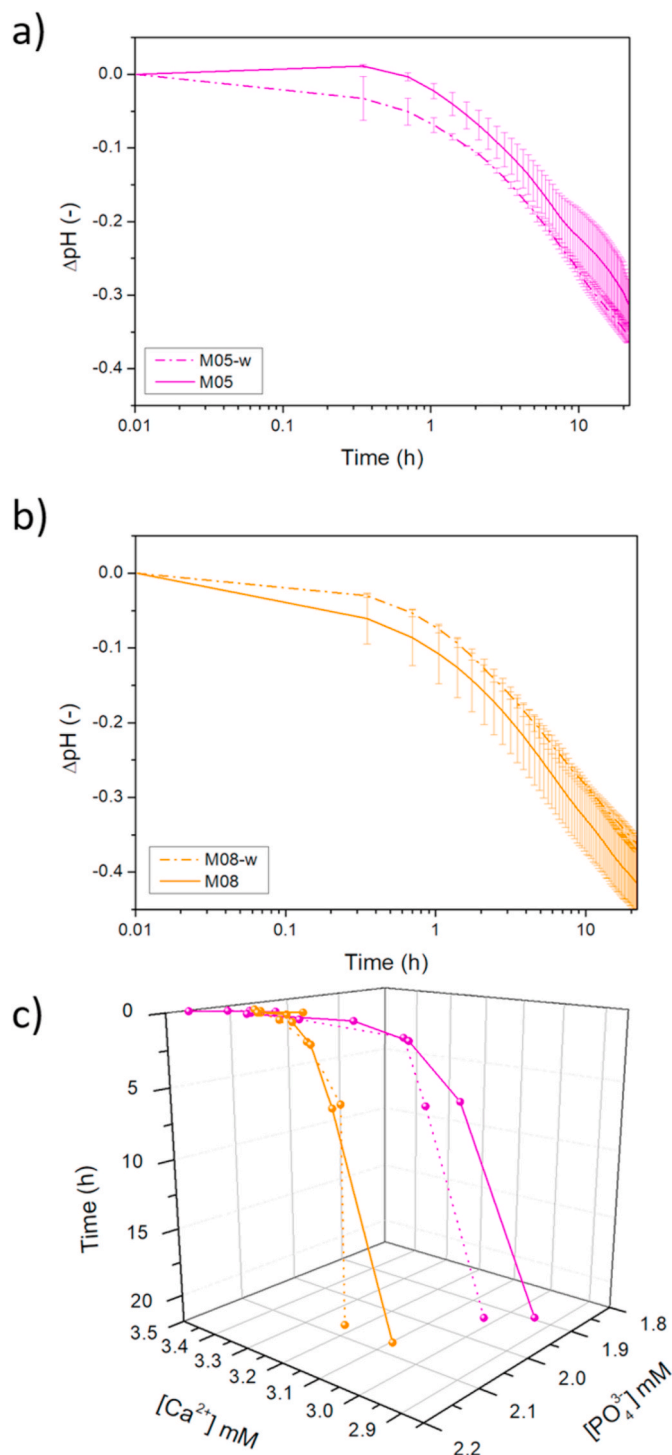 a)
0.0
-0.1
-0.2
-0.3
-0.4
ΔpH (-)
M05-w
M05
0.01 0.1 1 10
Time (h)
b)
0.0
-0.1
-0.2
-0.3
-0.4
ΔpH (-)
M08-w
M08
0.01 0.1 1 10
Time (h)
c)
0
5
10
15
20
Time (h)
3.5 3.4 3.3 3.2 3.1 3.0 2.9
[Ca²⁺] mM
2.2 2.1 2.0 1.9 1.8
[PO₄³⁻] mM